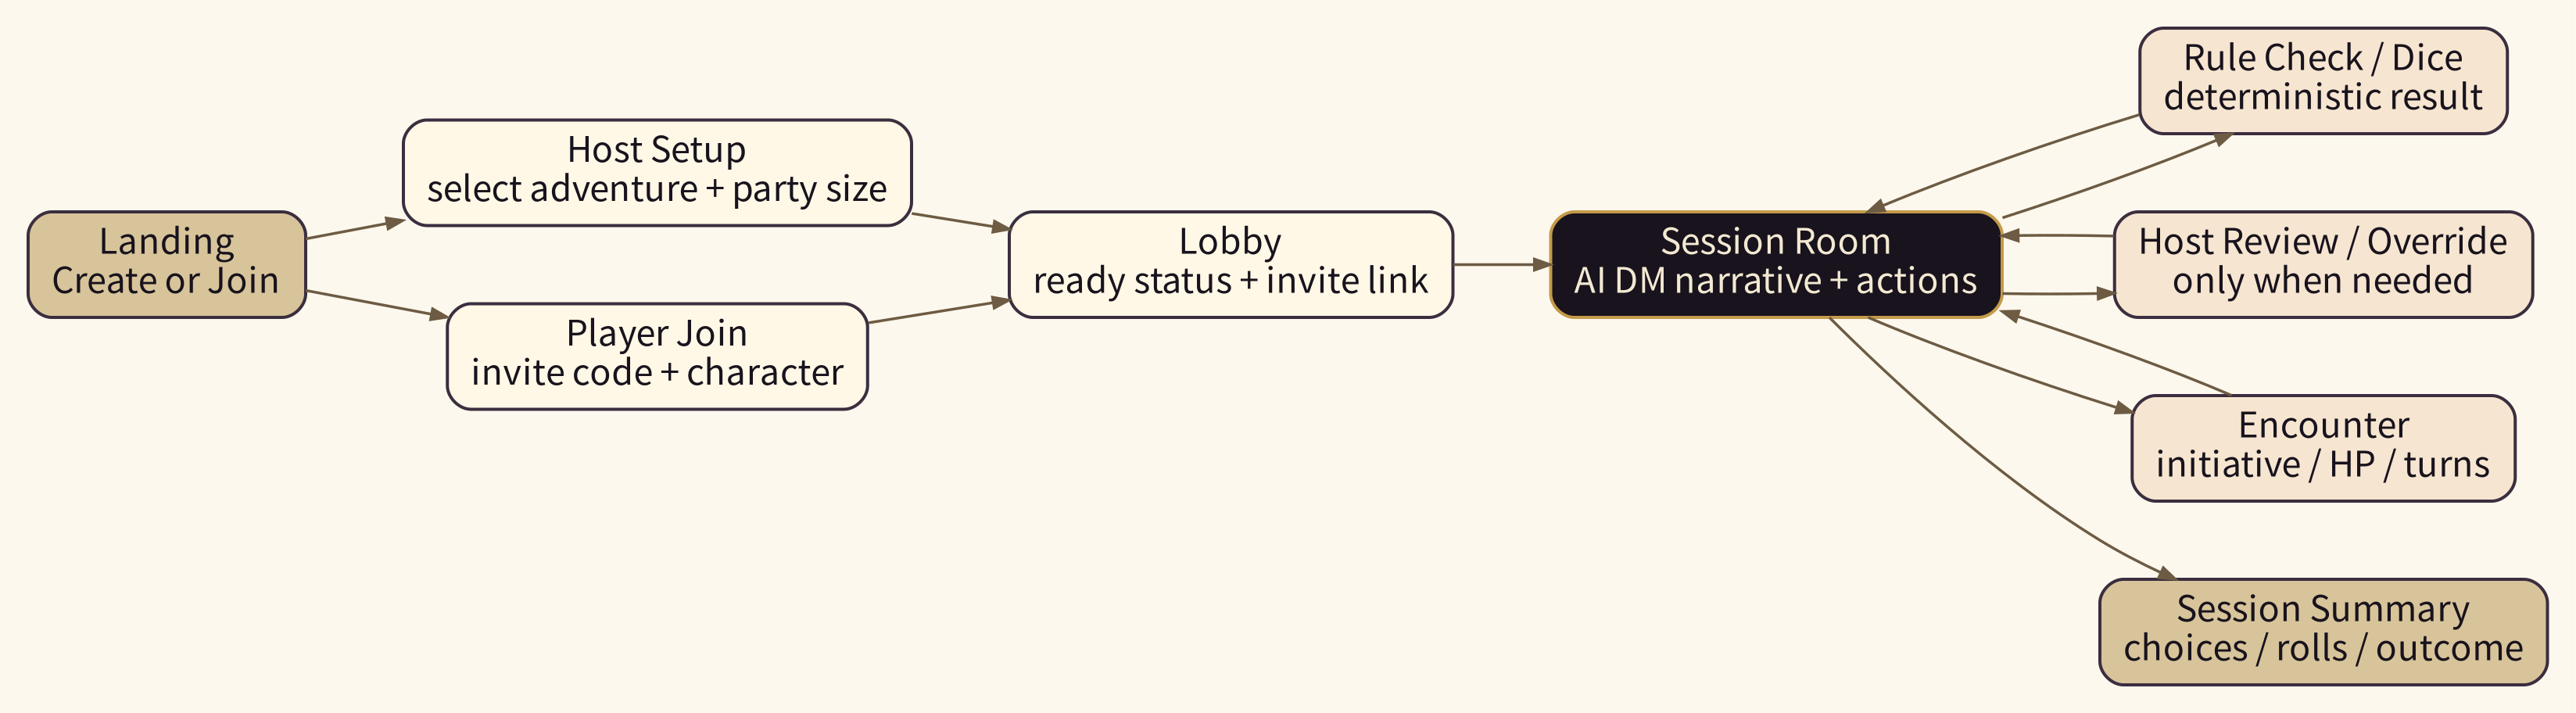 Landing
Create or Join
Host Setup
select adventure + party size
Player Join
invite code + character
Lobby
ready status + invite link
Session Room
AI DM narrative + actions
Rule Check / Dice
deterministic result
Host Review / Override
only when needed
Encounter
initiative / HP / turns
Session Summary
choices / rolls / outcome